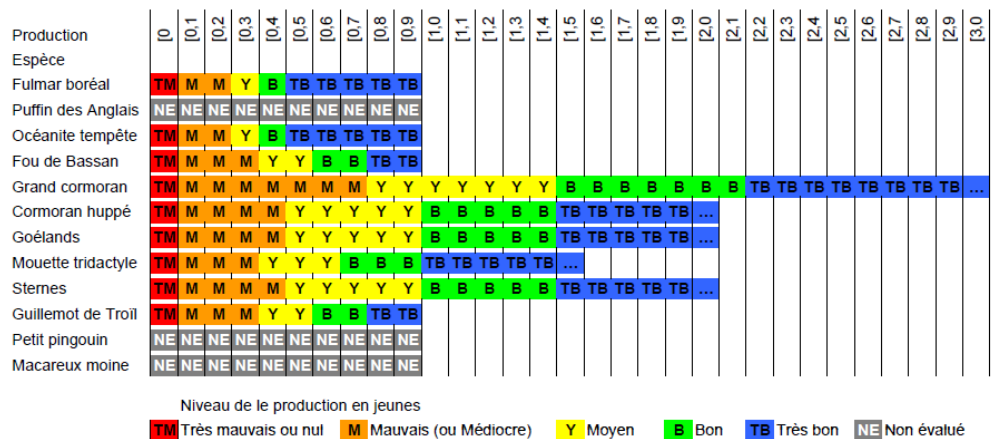 Production [0 [0,1 [0,2 [0,3 [0,4 [0,5 [0,6 [0,7 [0,8 [0,9 [1,0 [1,1 [1,2 [1,3 [1,4 [1,5 [1,6 [1,7 [1,8 [1,9 [2,0 [2,1 [2,2 [2,3 [2,4 [2,5 [2,6 [2,7 [2,8 [2,9 [3,0
Espèce
Fulmar boréal TM M M Y B TB TB TB TB TB
Puffin des Anglais NE NE NE NE NE NE NE NE NE NE
Océanite tempête TM M M Y B TB TB TB TB TB
Fou de Bassan TM M M M Y Y B B TB TB
Grand cormoran TM M M M M M M M Y Y Y Y Y Y Y B B B B B B B TB TB TB TB TB TB TB TB ...
Cormoran huppé TM M M M M Y Y Y Y Y B B B B B TB TB TB TB TB ...
Goélands TM M M M M Y Y Y Y Y B B B B B TB TB TB TB TB ...
Mouette tridactyle TM M M M Y Y Y B B B TB TB TB TB TB ...
Sternes TM M M M M Y Y Y Y Y B B B B B TB TB TB TB TB ...
Guillemot de Troïl TM M M M Y Y B B TB TB
Petit pingouin NE NE NE NE NE NE NE NE NE NE
Macareux moine NE NE NE NE NE NE NE NE NE NE
Niveau de le production en jeunes
TM Très mauvais ou nul M Mauvais (ou Médiocre) Y Moyen B Bon TB Très bon NE Non évalué